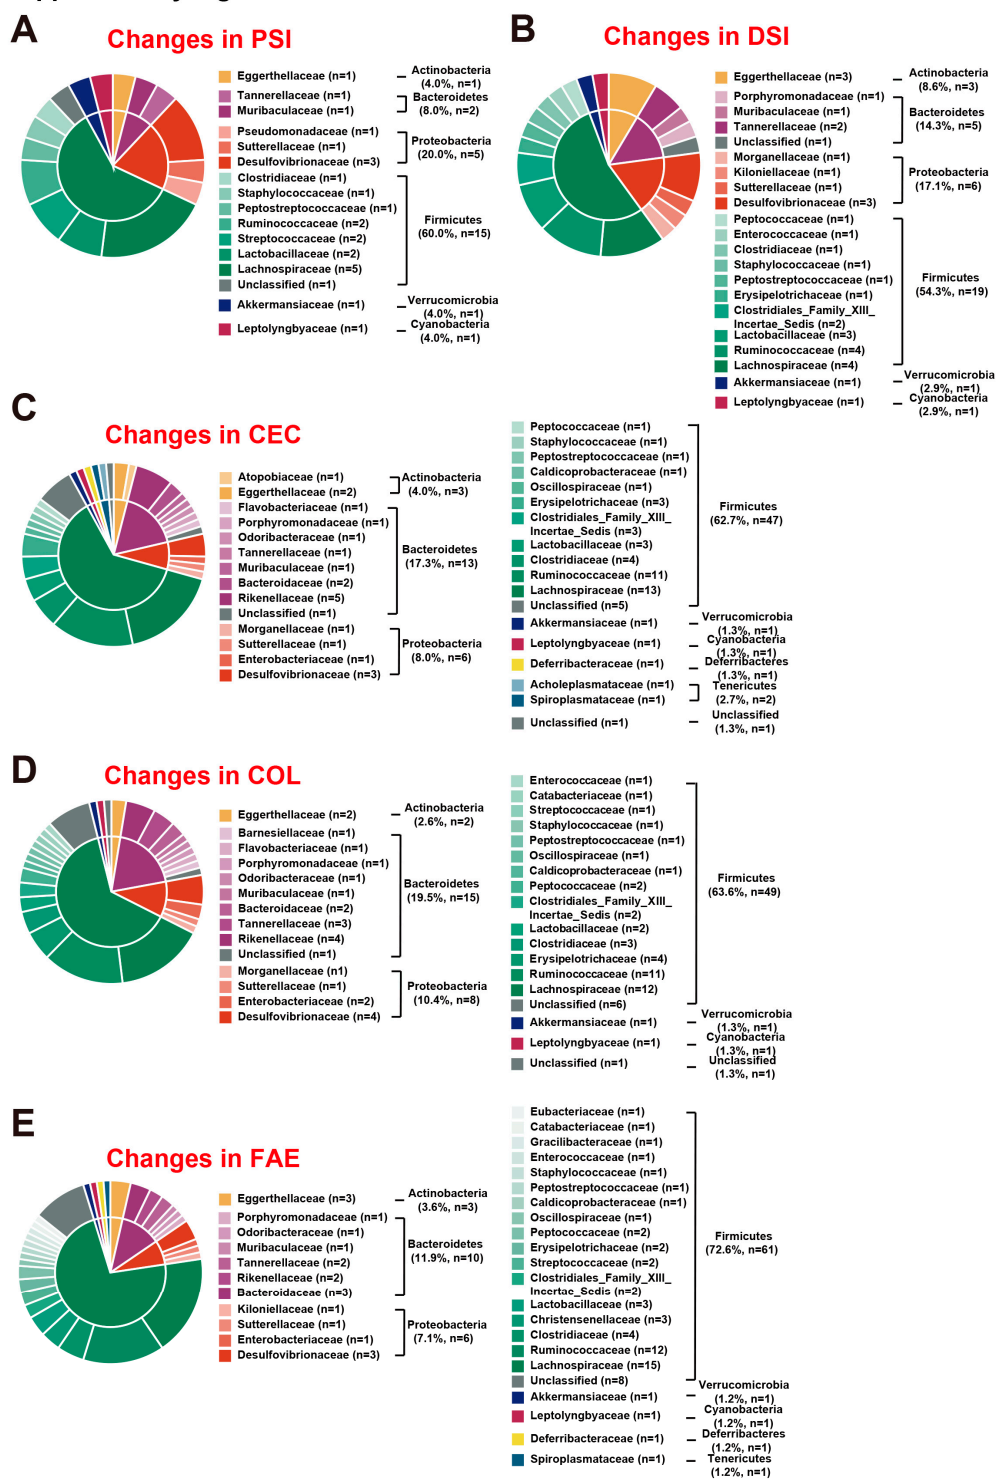 A
Changes in PSI
Eggerthellaceae (n=1)
Actinobacteria
(4.0%, n=1)
Tannerellaceae (n=1)
Muribaculaceae (n=1)
Bacteroidetes
(8.0%, n=2)
Pseudomonadaceae (n=1)
Sutterellaceae (n=1)
Desulfovibrionaceae (n=3)
Proteobacteria
(20.0%, n=5)
Clostridiaceae (n=1)
Staphylococcaceae (n=1)
Peptostreptococcaceae (n=1)
Ruminococcaceae (n=2)
Streptococcaceae (n=2)
Lactobacillaceae (n=2)
Lachnospiraceae (n=5)
Unclassified (n=1)
Firmicutes
(60.0%, n=15)
Akkermansiaceae (n=1)
Verrucomicrobia
(4.0%, n=1)
Leptolyngbyaceae (n=1)
Cyanobacteria
(4.0%, n=1)
B
Changes in DSI
Eggerthellaceae (n=3)
Actinobacteria
(8.6%, n=3)
Porphyromonadaceae (n=1)
Muribaculaceae (n=1)
Tannerellaceae (n=2)
Unclassified (n=1)
Bacteroidetes
(14.3%, n=5)
Morganellaceae (n=1)
Kiloniellaceae (n=1)
Sutterellaceae (n=1)
Desulfovibrionaceae (n=3)
Proteobacteria
(17.1%, n=6)
Peptococcaceae (n=1)
Enterococcaceae (n=1)
Clostridiaceae (n=1)
Staphylococcaceae (n=1)
Peptostreptococcaceae (n=1)
Erysipelotrichaceae (n=1)
Clostridiales_Family_XIII_
Incertae_Sedis (n=2)
Lactobacillaceae (n=3)
Ruminococcaceae (n=4)
Lachnospiraceae (n=4)
Firmicutes
(54.3%, n=19)
Akkermansiaceae (n=1)
Verrucomicrobia
(2.9%, n=1)
Leptolyngbyaceae (n=1)
Cyanobacteria
(2.9%, n=1)
C
Changes in CEC
Atopobiaceae (n=1)
Eggerthellaceae (n=2)
Actinobacteria
(4.0%, n=3)
Flavobacteriaceae (n=1)
Porphyromonadaceae (n=1)
Odoribacteraceae (n=1)
Tannerellaceae (n=1)
Muribaculaceae (n=1)
Bacteroidaceae (n=2)
Rikenellaceae (n=5)
Unclassified (n=1)
Bacteroidetes
(17.3%, n=13)
Morganellaceae (n=1)
Sutterellaceae (n=1)
Enterobacteriaceae (n=1)
Desulfovibrionaceae (n=3)
Proteobacteria
(8.0%, n=6)
Peptococcaceae (n=1)
Staphylococcaceae (n=1)
Peptostreptococcaceae (n=1)
Caldicoprobacteraceae (n=1)
Oscillospiraceae (n=1)
Erysipelotrichaceae (n=3)
Clostridiales_Family_XIII_
Incertae_Sedis (n=3)
Lactobacillaceae (n=3)
Clostridiaceae (n=4)
Ruminococcaceae (n=11)
Lachnospiraceae (n=13)
Unclassified (n=5)
Firmicutes
(62.7%, n=47)
Akkermansiaceae (n=1)
Verrucomicrobia
(1.3%, n=1)
Leptolyngbyaceae (n=1)
Cyanobacteria
(1.3%, n=1)
Deferribacteraceae (n=1)
Deferribacteres
(1.3%, n=1)
Acholeplasmataceae (n=1)
Spiroplasmataceae (n=1)
Tenericutes
(2.7%, n=2)
Unclassified (n=1)
Unclassified
(1.3%, n=1)
D
Changes in COL
Eggerthellaceae (n=2)
Actinobacteria
(2.6%, n=2)
Barnesiellaceae (n=1)
Flavobacteriaceae (n=1)
Porphyromonadaceae (n=1)
Odoribacteraceae (n=1)
Muribaculaceae (n=1)
Bacteroidaceae (n=2)
Tannerellaceae (n=3)
Rikenellaceae (n=4)
Unclassified (n=1)
Bacteroidetes
(19.5%, n=15)
Morganellaceae (n1)
Sutterellaceae (n=1)
Enterobacteriaceae (n=2)
Desulfovibrionaceae (n=4)
Proteobacteria
(10.4%, n=8)
Enterococcaceae (n=1)
Catabacteriaceae (n=1)
Streptococcaceae (n=1)
Staphylococcaceae (n=1)
Peptostreptococcaceae (n=1)
Oscillospiraceae (n=1)
Caldicoprobacteraceae (n=1)
Peptococcaceae (n=2)
Clostridiales_Family_XIII_
Incertae_Sedis (n=2)
Lactobacillaceae (n=2)
Clostridiaceae (n=3)
Erysipelotrichaceae (n=4)
Ruminococcaceae (n=11)
Lachnospiraceae (n=12)
Unclassified (n=6)
Firmicutes
(63.6%, n=49)
Akkermansiaceae (n=1)
Verrucomicrobia
(1.3%, n=1)
Leptolyngbyaceae (n=1)
Cyanobacteria
(1.3%, n=1)
Unclassified (n=1)
Unclassified
(1.3%, n=1)
E
Changes in FAE
Eggerthellaceae (n=3)
Actinobacteria
(3.6%, n=3)
Porphyromonadaceae (n=1)
Odoribacteraceae (n=1)
Muribaculaceae (n=1)
Tannerellaceae (n=2)
Rikenellaceae (n=2)
Bacteroidaceae (n=3)
Bacteroidetes
(11.9%, n=10)
Kiloniellaceae (n=1)
Sutterellaceae (n=1)
Enterobacteriaceae (n=1)
Desulfovibrionaceae (n=3)
Proteobacteria
(7.1%, n=6)
Eubacteriaceae (n=1)
Catabacteriaceae (n=1)
Gracilibacteraceae (n=1)
Enterococcaceae (n=1)
Staphylococcaceae (n=1)
Peptostreptococcaceae (n=1)
Caldicoprobacteraceae (n=1)
Oscillospiraceae (n=1)
Peptococcaceae (n=2)
Erysipelotrichaceae (n=2)
Streptococcaceae (n=2)
Clostridiales_Family_XIII_
Incertae_Sedis (n=2)
Lactobacillaceae (n=3)
Christensenellaceae (n=3)
Clostridiaceae (n=4)
Ruminococcaceae (n=12)
Lachnospiraceae (n=15)
Unclassified (n=8)
Firmicutes
(72.6%, n=61)
Akkermansiaceae (n=1)
Verrucomicrobia
(1.2%, n=1)
Leptolyngbyaceae (n=1)
Cyanobacteria
(1.2%, n=1)
Deferribacteraceae (n=1)
Deferribacteres
(1.2%, n=1)
Spiroplasmataceae (n=1)
Tenericutes
(1.2%, n=1)